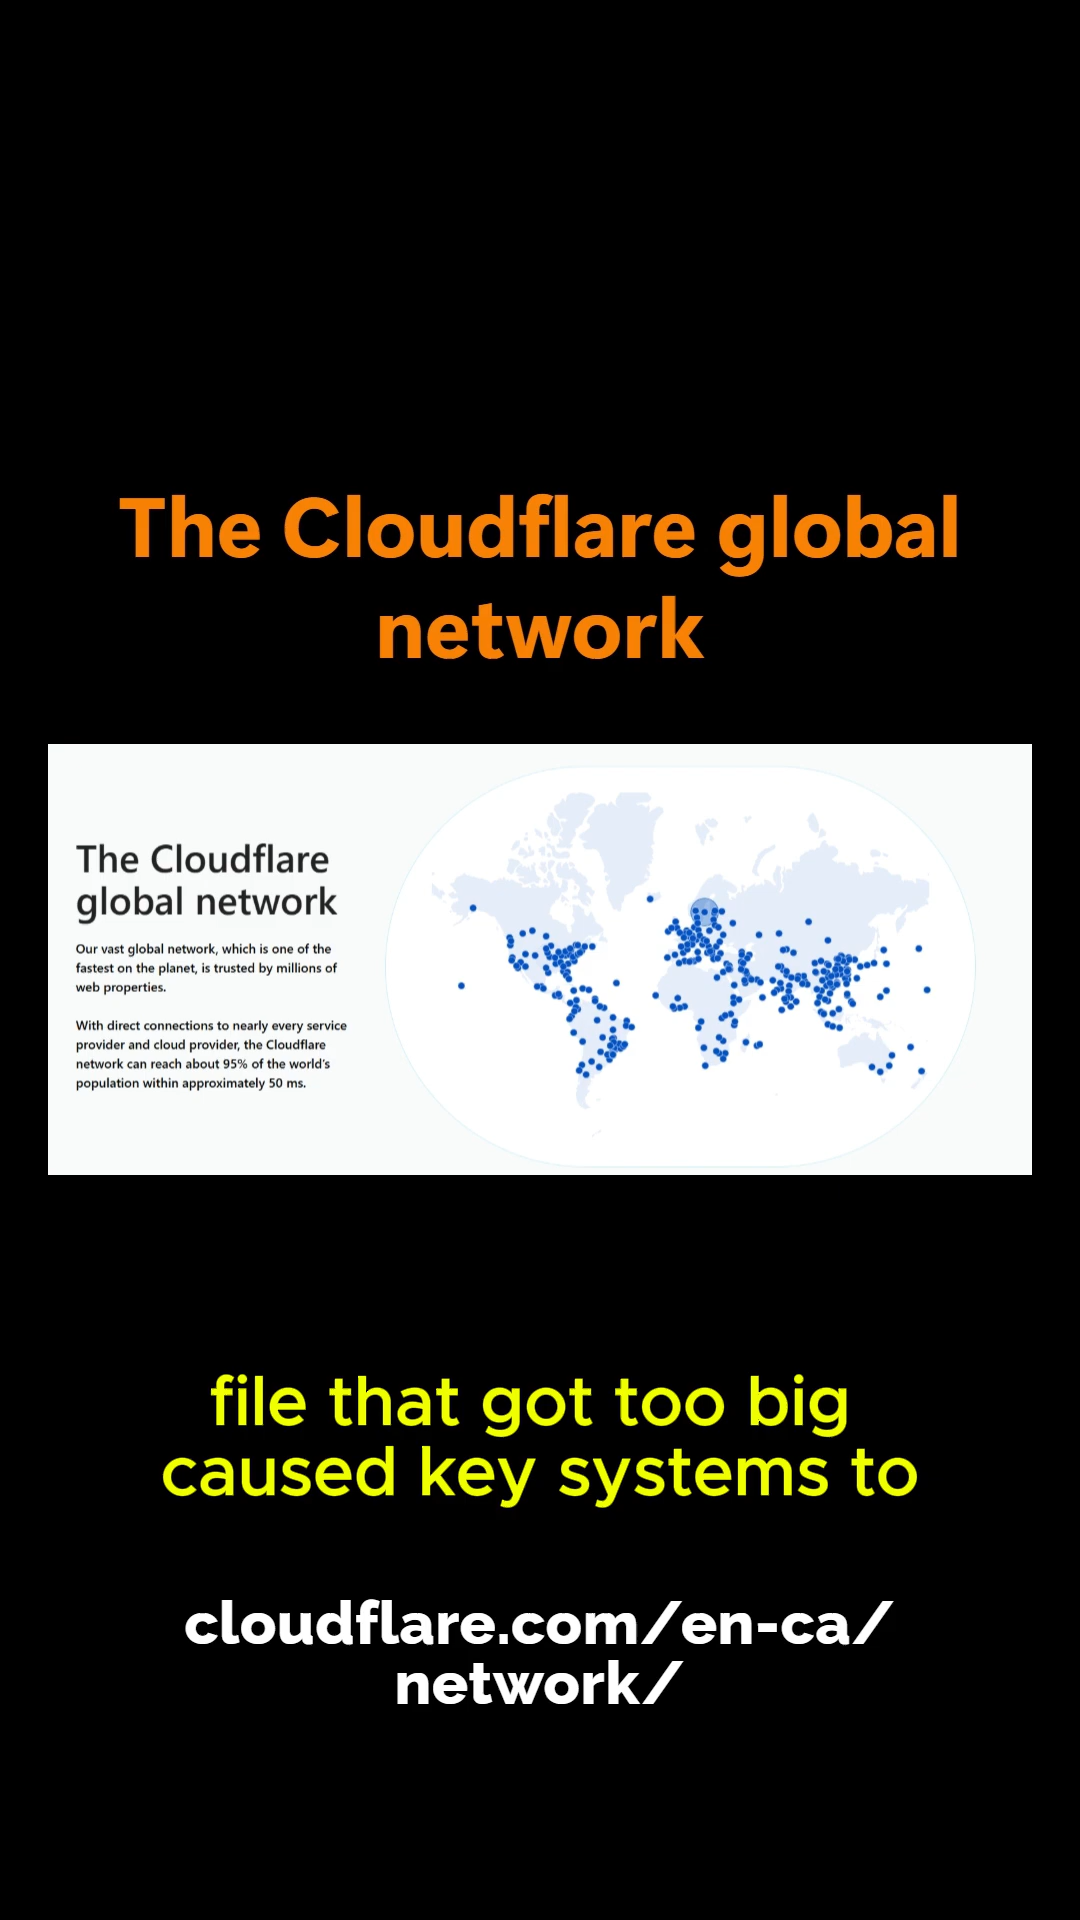 The Cloudflare global
network
The Cloudflare
global network
Our vast global network, which is one of the
fastest on the planet, is trusted by millions of
web properties.
With direct connections to nearly every service
provider and cloud provider, the Cloudflare
network can reach about 95% of the world's
population within approximately 50 ms.
file that got too big
caused key systems to
cloudflare.com/en-ca/
network/